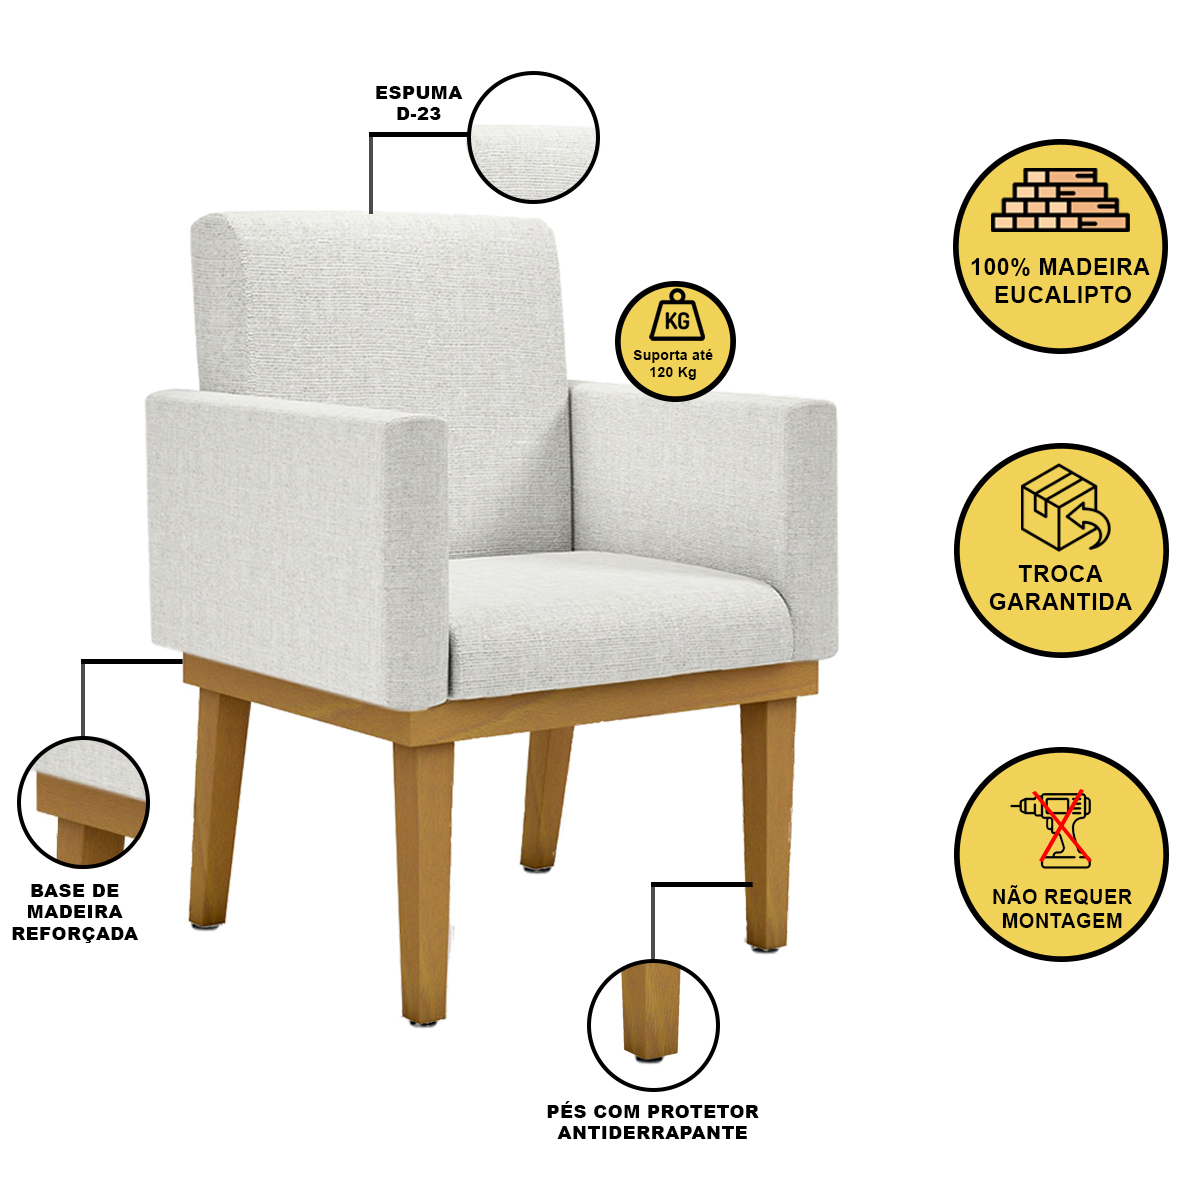 ESPUMA
D-23
KG
Suporta até
120 Kg
100% MADEIRA
EUCALIPTO
TROCA
GARANTIDA
BASE DE
MADEIRA
REFORÇADA
NÃO REQUER
MONTAGEM
PÉS COM PROTETOR
ANTIDERRAPANTE